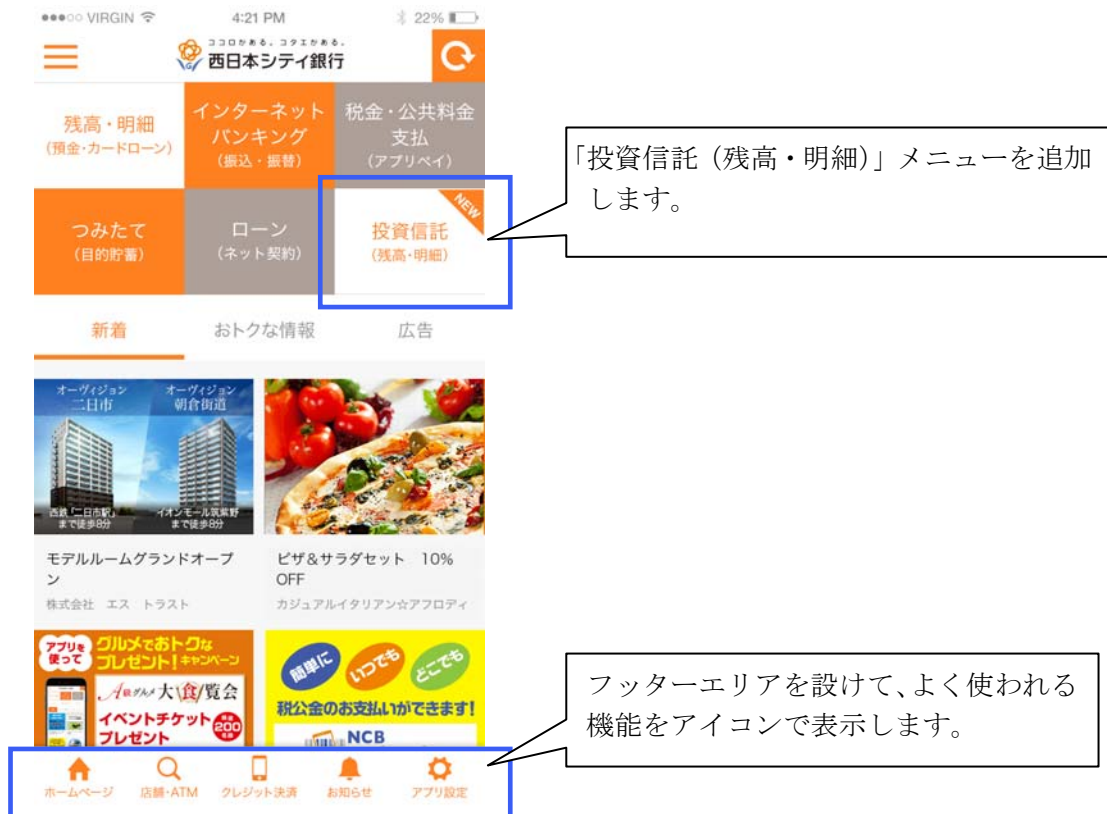 VIRGIN 4:21 PM 22%
ココロがある。コタエがある。
西日本シティ銀行
残高・明細
(預金・カードローン)
インターネット
バンキング
(振込・振替)
税金・公共料金
支払
(アプリペイ)
つみたて
(目的貯蓄)
ローン
(ネット契約)
NEW
投資信託
(残高・明細)
「投資信託（残高・明細）」メニューを追加
します。
新着 おトクな情報 広告
オーヴィジョン
二日市
オーヴィジョン
朝倉街道
西鉄「二日市駅」
まで徒歩8分
イオンモール筑紫野
まで徒歩8分
モデルルームグランドオープ
ン
株式会社 エス トラスト
ピザ&サラダセット 10%
OFF
カジュアルイタリアン☆アフロディ
アプリを
使って
グルメでおトクな
プレゼント!キャンペーン
A級グルメ大食覧会
イベントチケット
プレゼント
200
簡単に いつでも どこでも
税公金のお支払いができます!
NCB
フッターエリアを設けて、よく使われる
機能をアイコンで表示します。
ホームページ 店舗・ATM クレジット決済 お知らせ アプリ設定